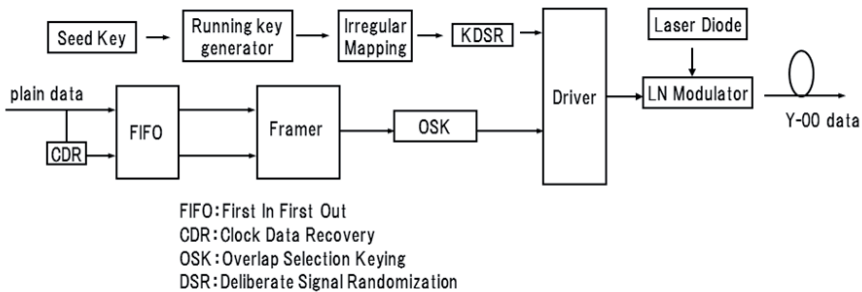 Seed Key
Running key
generator
Irregular
Mapping
KDSR
Laser Diode
plain data
CDR
FIFO
Framer
OSK
Driver
LN Modulator
Y-00 data
FIFO:First In First Out
CDR:Clock Data Recovery
OSK:Overlap Selection Keying
DSR:Deliberate Signal Randomization